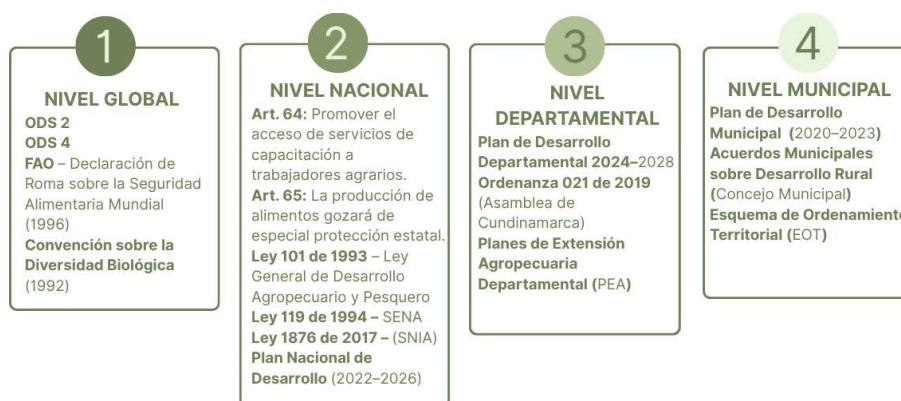 1
NIVEL GLOBAL
ODS 2
ODS 4
FAO – Declaración de
Roma sobre la Seguridad
Alimentaria Mundial
(1996)
Convención sobre la
Diversidad Biológica
(1992)
2
NIVEL NACIONAL
Art. 64: Promover el
acceso de servicios de
capacitación a
trabajadores agrarios.
Art. 65: La producción de
alimentos gozará de
especial protección estatal.
Ley 101 de 1993 – Ley
General de Desarrollo
Agropecuario y Pesquero
Ley 119 de 1994 – SENA
Ley 1876 de 2017 – (SNIA)
Plan Nacional de
Desarrollo (2022–2026)
3
NIVEL
DEPARTAMENTAL
Plan de Desarrollo
Departamental 2024–2028
Ordenanza 021 de 2019
(Asamblea de
Cundinamarca)
Planes de Extensión
Agropecuaria
Departamental (PEA)
4
NIVEL MUNICIPAL
Plan de Desarrollo
Municipal (2020–2023)
Acuerdos Municipales
sobre Desarrollo Rural
(Concejo Municipal)
Esquema de Ordenamiento
Territorial (EOT)